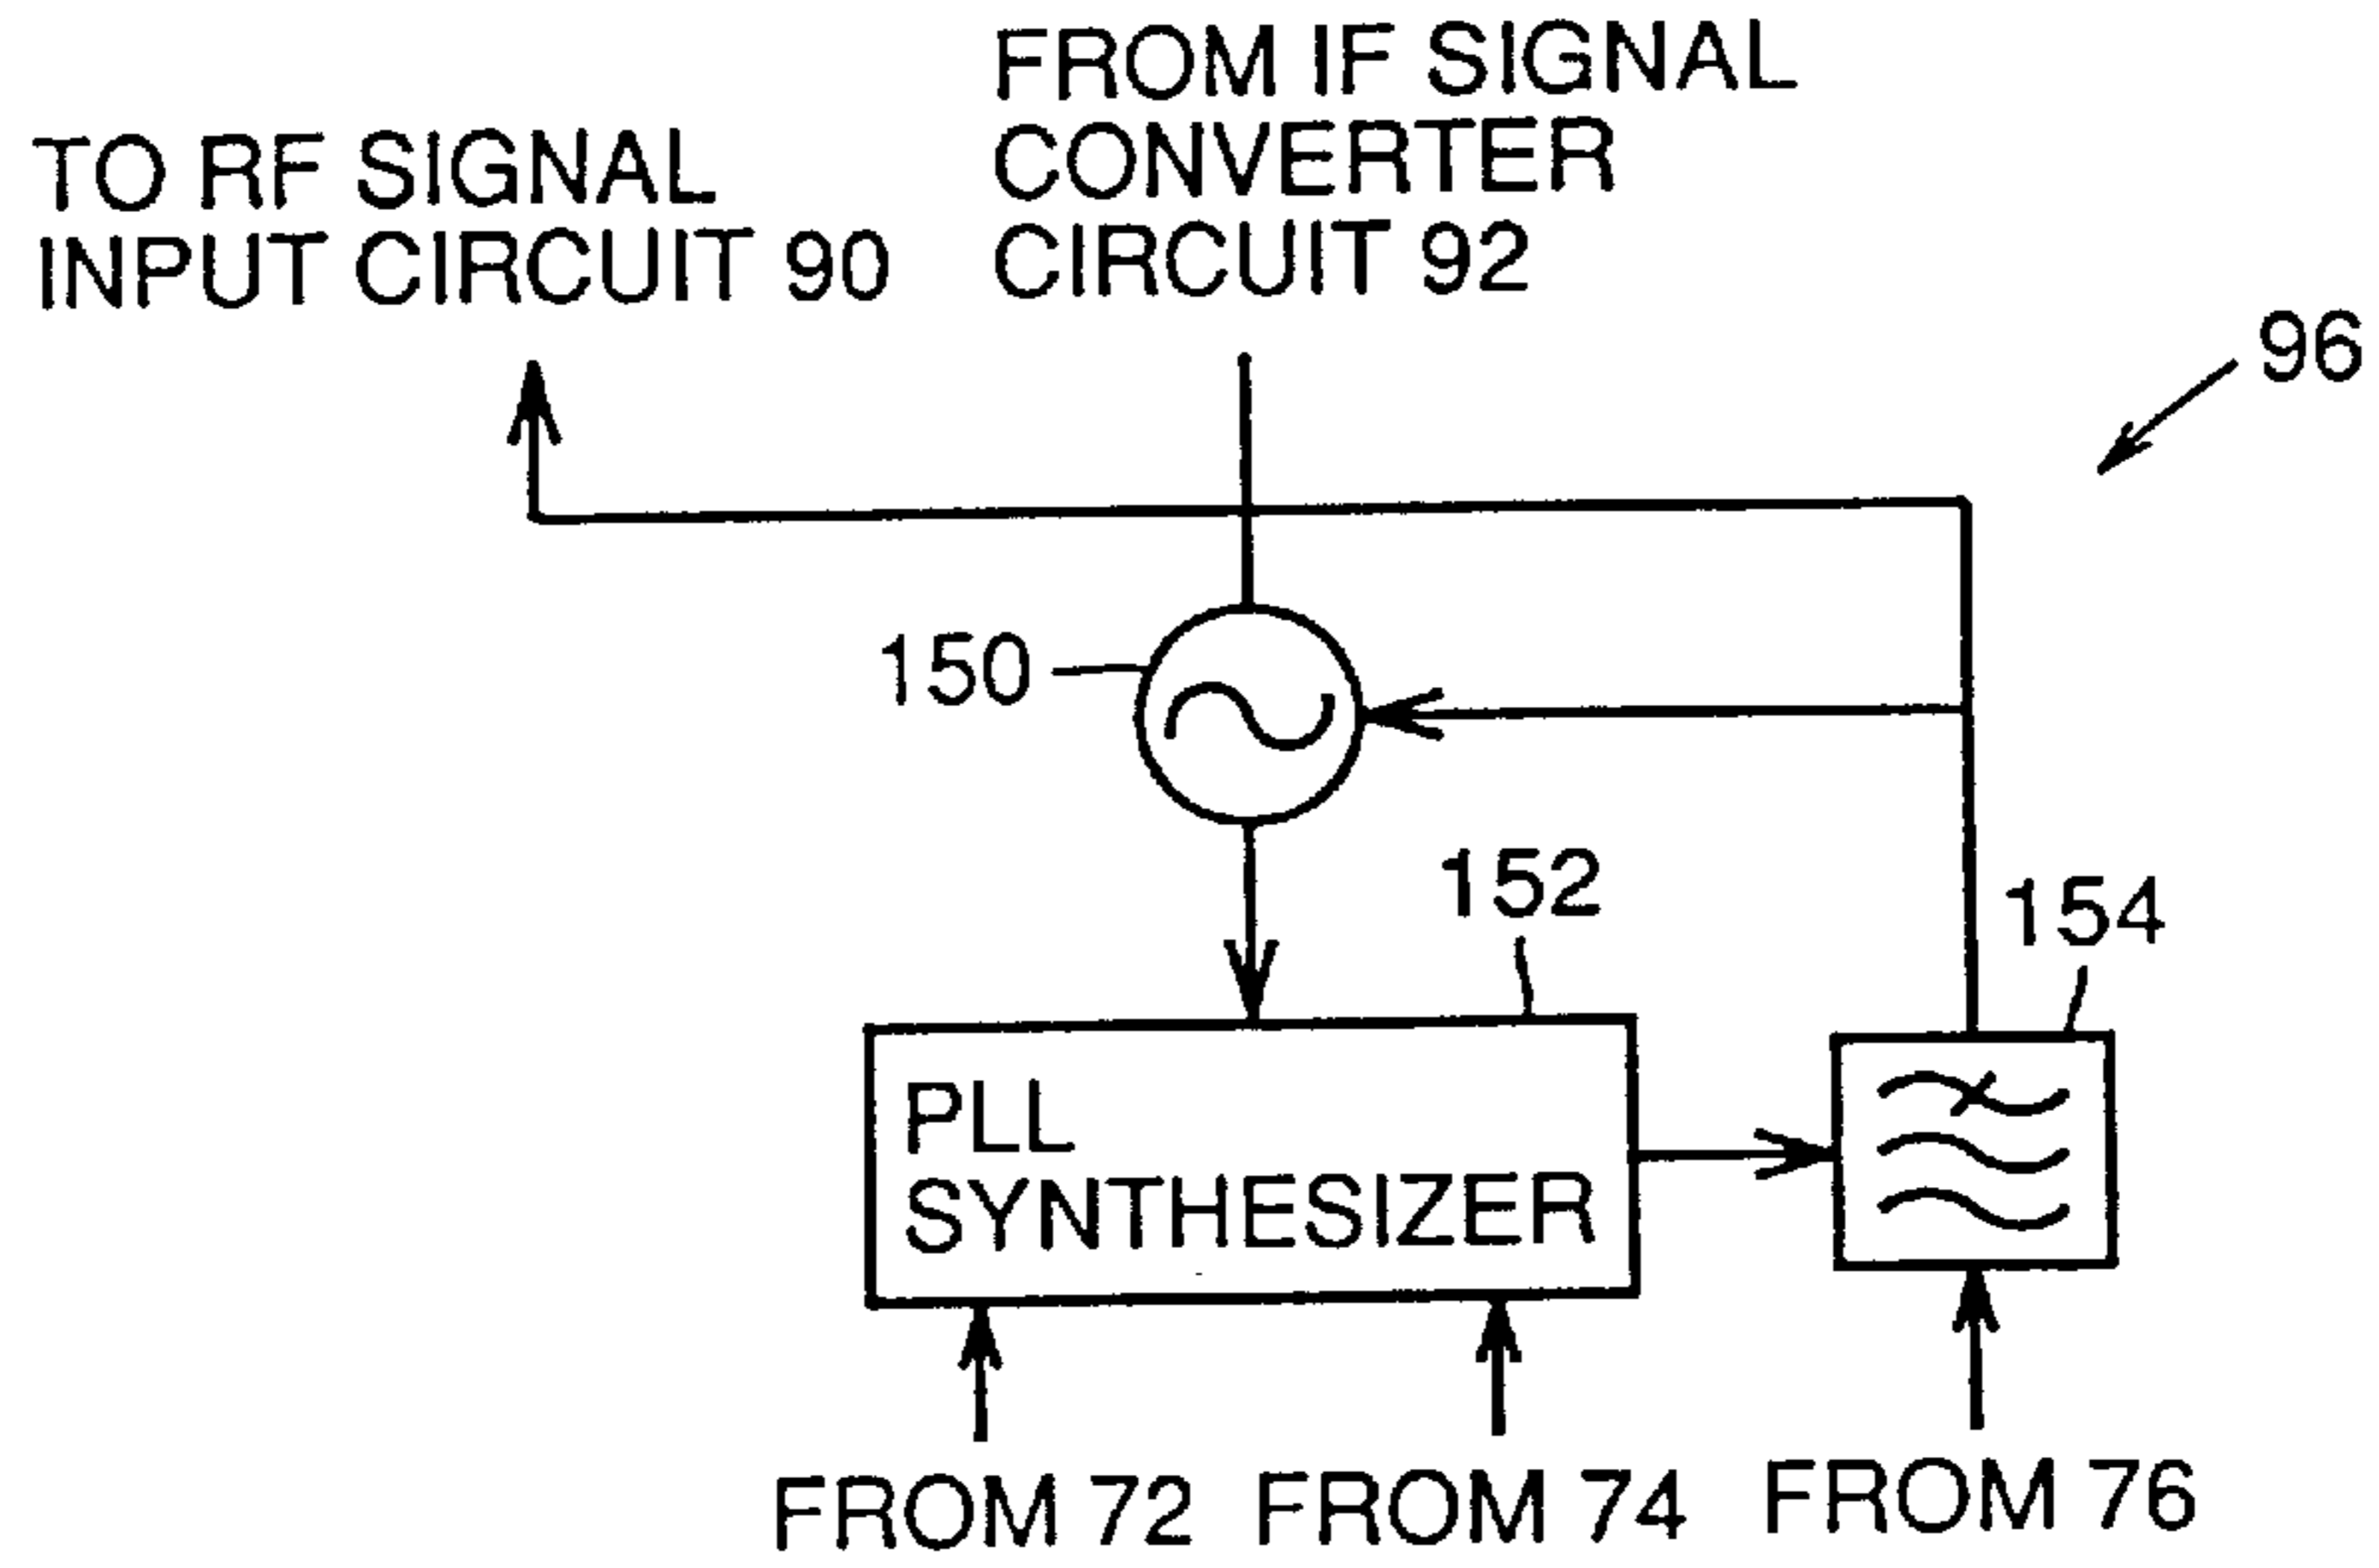 TO RF SIGNAL
INPUT CIRCUIT 90
FROM IF SIGNAL
CONVERTER
CIRCUIT 92
96
150
152
154
PLL
SYNTHESIZER
FROM 72
FROM 74
FROM 76